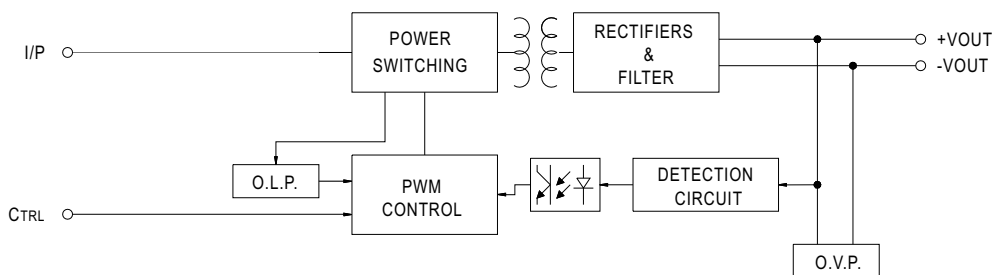 I/P
POWER
SWITCHING
RECTIFIERS
&
FILTER
+VOUT
-VOUT
O.L.P.
PWM
CONTROL
DETECTION
CIRCUIT
CTRL
O.V.P.